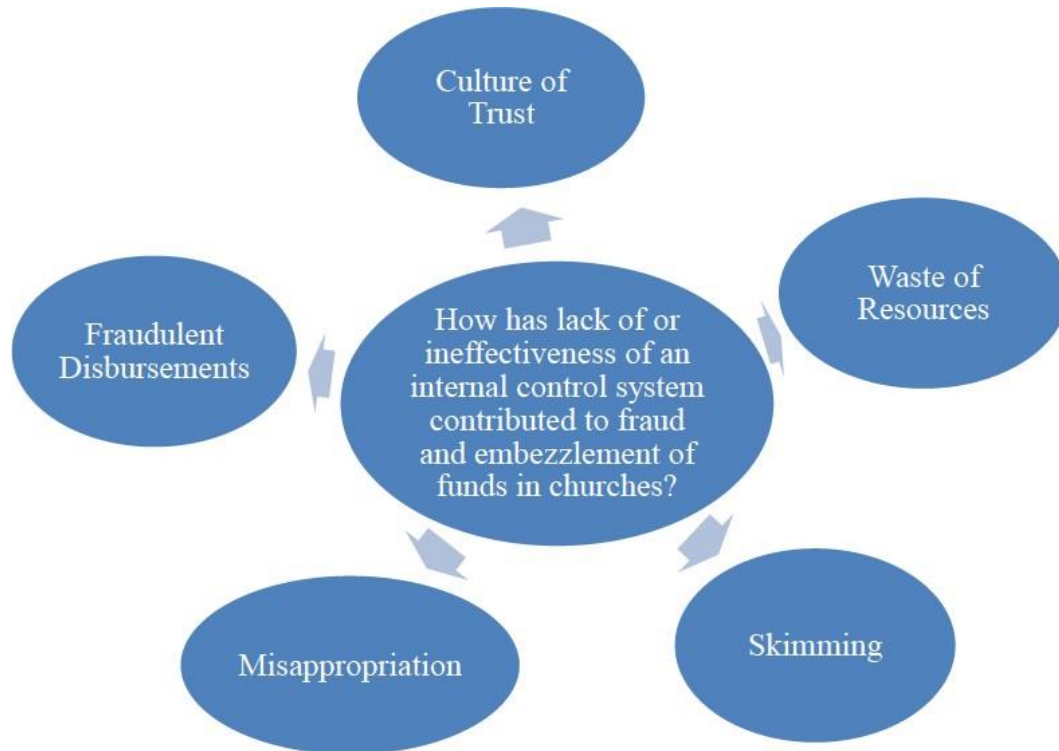 Culture of
Trust
Waste of
Resources
Fraudulent
Disbursements
How has lack of or
ineffectiveness of an
internal control system
contributed to fraud
and embezzlement of
funds in churches?
Misappropriation
Skimming